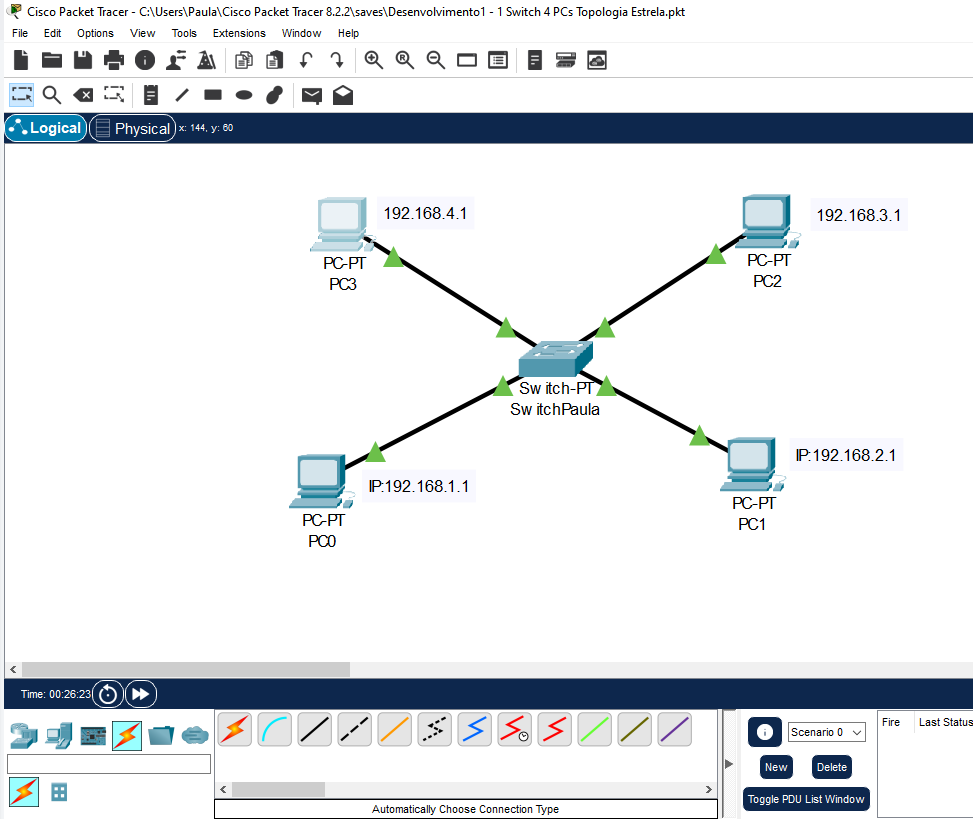 Cisco Packet Tracer - C:\Users\Paula\Cisco Packet Tracer 8.2.2\saves\Desenvolvimento1 - 1 Switch 4 PCs Topologia Estrela.pkt
File Edit Options View Tools Extensions Window Help
Logical Physical x: 144, y: 60
192.168.4.1
192.168.3.1
PC-PT
PC3
PC-PT
PC2
Switch-PT
SwitchPaula
IP:192.168.1.1
IP:192.168.2.1
PC-PT
PC0
PC-PT
PC1
Time: 00:26:23
Scenario 0
Fire Last Status
New Delete
Toggle PDU List Window
Automatically Choose Connection Type